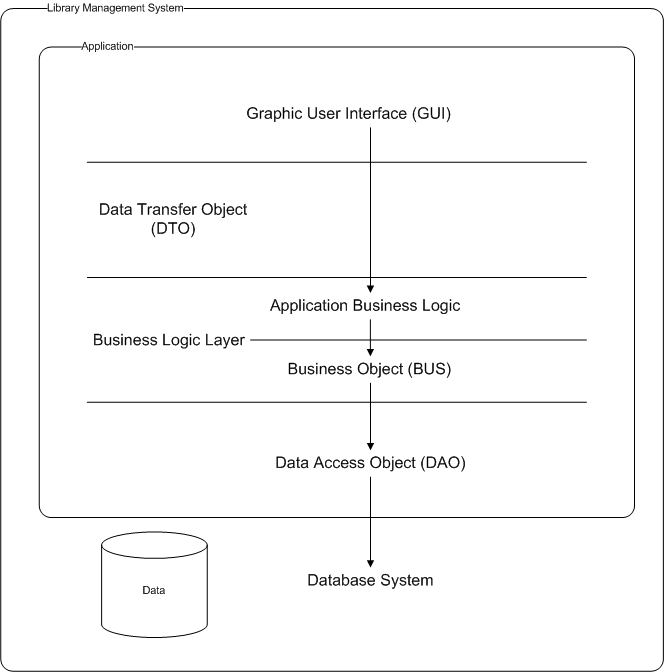 Library Management System
Application
Graphic User Interface (GUI)
Data Transfer Object
(DTO)
Application Business Logic
Business Logic Layer
Business Object (BUS)
Data Access Object (DAO)
Database System
Data